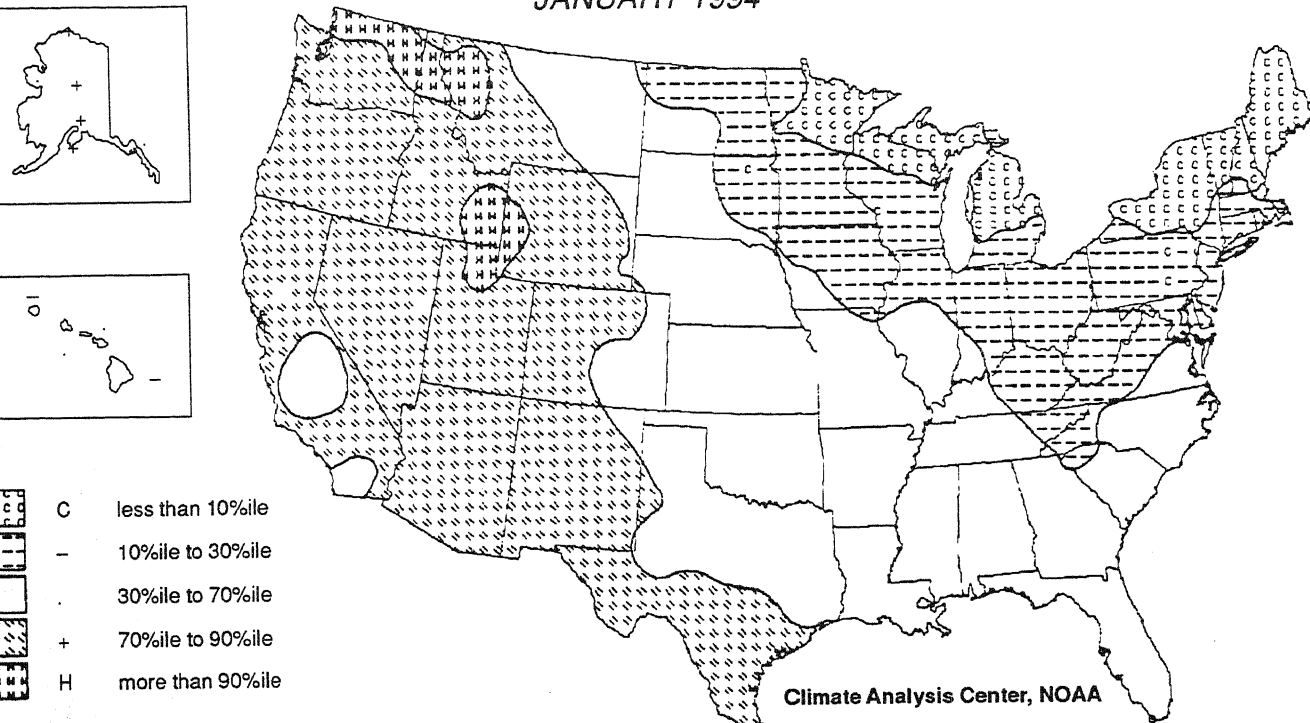 JANUARY 1994
C less than 10%ile
– 10%ile to 30%ile
. 30%ile to 70%ile
+ 70%ile to 90%ile
H more than 90%ile
Climate Analysis Center, NOAA